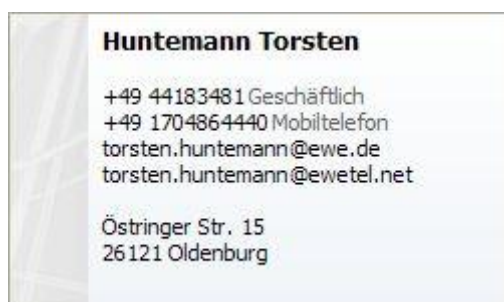 Huntemann Torsten
+49 44183481 Geschäftlich
+49 1704864440 Mobiltelefon
torsten.huntemann@ewe.de
torsten.huntemann@ewetel.net
Östringer Str. 15
26121 Oldenburg